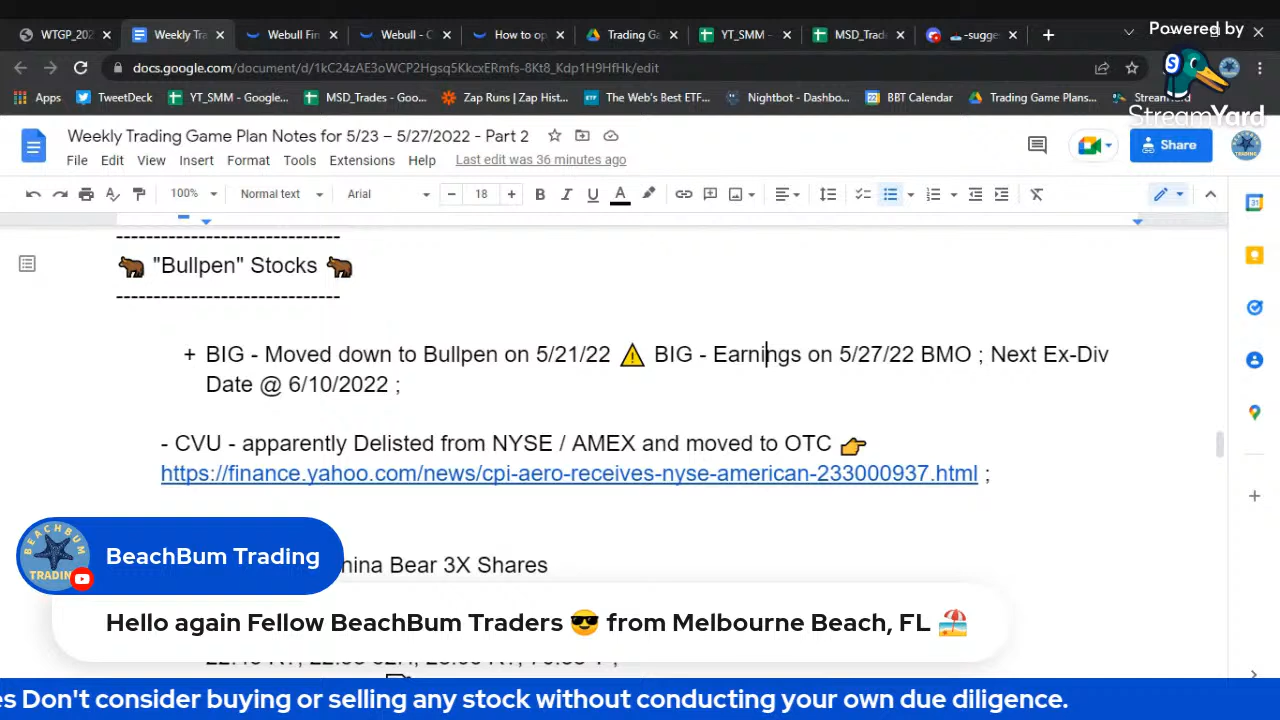 WTGP_202
Weekly Tra
Webull Fin
Webull - C
How to op
Trading Ga
YT_SMM -
MSD_Trade
-sugge
Powered by
docs.google.com/document/d/1kC24zAE3oWCP2Hgsq5KkcxERmfs-8Kt8_Kdp1H9HfHk/edit
Apps
TweetDeck
YT_SMM - Google...
MSD_Trades - Goo...
Zap Runs | Zap Hist...
The Web's Best ETF...
Nightbot - Dashbo...
BBT Calendar
Trading Game Plans...
StreamYard
Weekly Trading Game Plan Notes for 5/23 – 5/27/2022 - Part 2
File Edit View Insert Format Tools Extensions Help Last edit was 36 minutes ago
Share
100% Normal text Arial 18
------------------------------
🐂 "Bullpen" Stocks 🐂
------------------------------
+ BIG - Moved down to Bullpen on 5/21/22 ⚠️ BIG - Earnings on 5/27/22 BMO ; Next Ex-Div
Date @ 6/10/2022 ;
- CVU - apparently Delisted from NYSE / AMEX and moved to OTC 👉
https://finance.yahoo.com/news/cpi-aero-receives-nyse-american-233000937.html ;
hina Bear 3X Shares
BEACHBUM TRADING
BeachBum Trading
Hello again Fellow BeachBum Traders 😎 from Melbourne Beach, FL 🏖️
es Don't consider buying or selling any stock without conducting your own due diligence.